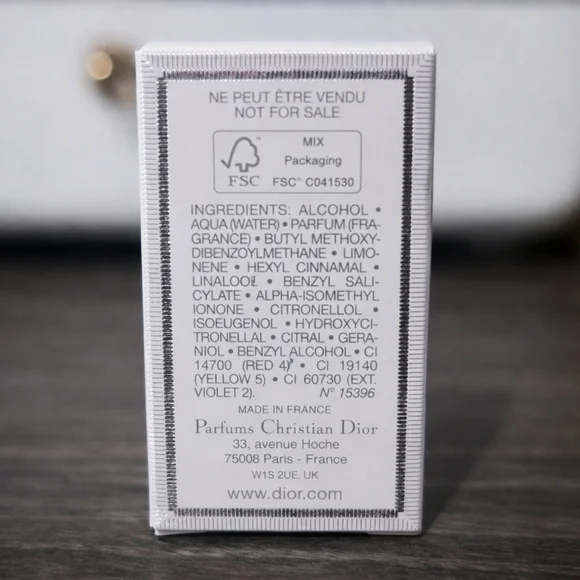 NE PEUT ÊTRE VENDU
NOT FOR SALE
FSC™
MIX
Packaging
FSC® C041530
INGREDIENTS: ALCOHOL •
AQUA (WATER) • PARFUM (FRA-
GRANCE) • BUTYL METHOXY-
DIBENZOYLMETHANE • LIMO-
NENE • HEXYL CINNAMAL •
LINALOOL • BENZYL SALI-
CYLATE • ALPHA-ISOMETHYL
IONONE • CITRONELLOL •
ISOEUGENOL • HYDROXYCI-
TRONELLAL • CITRAL • GERA-
NIOL • BENZYL ALCOHOL • CI
14700 (RED 4) • CI 19140
(YELLOW 5) • CI 60730 (EXT.
VIOLET 2). N° 15396
MADE IN FRANCE
Parfums Christian Dior
33, avenue Hoche
75008 Paris - France
W1S 2UE, UK
www.dior.com